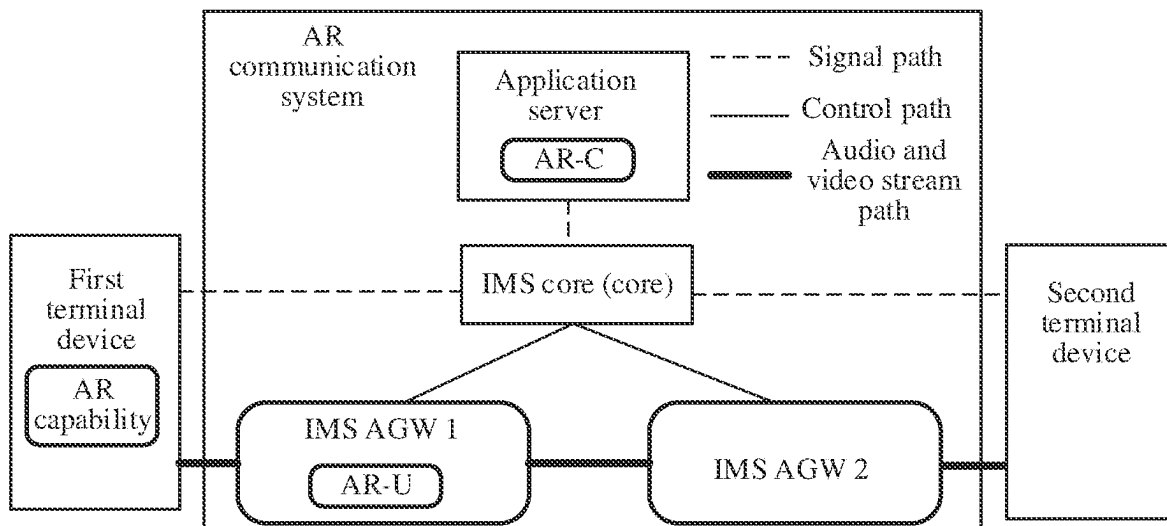 AR
communication
system
Application
server
AR-C
Signal path
Control path
Audio and
video stream
path
First
terminal
device
AR
capability
IMS core (core)
Second
terminal
device
IMS AGW 1
AR-U
IMS AGW 2